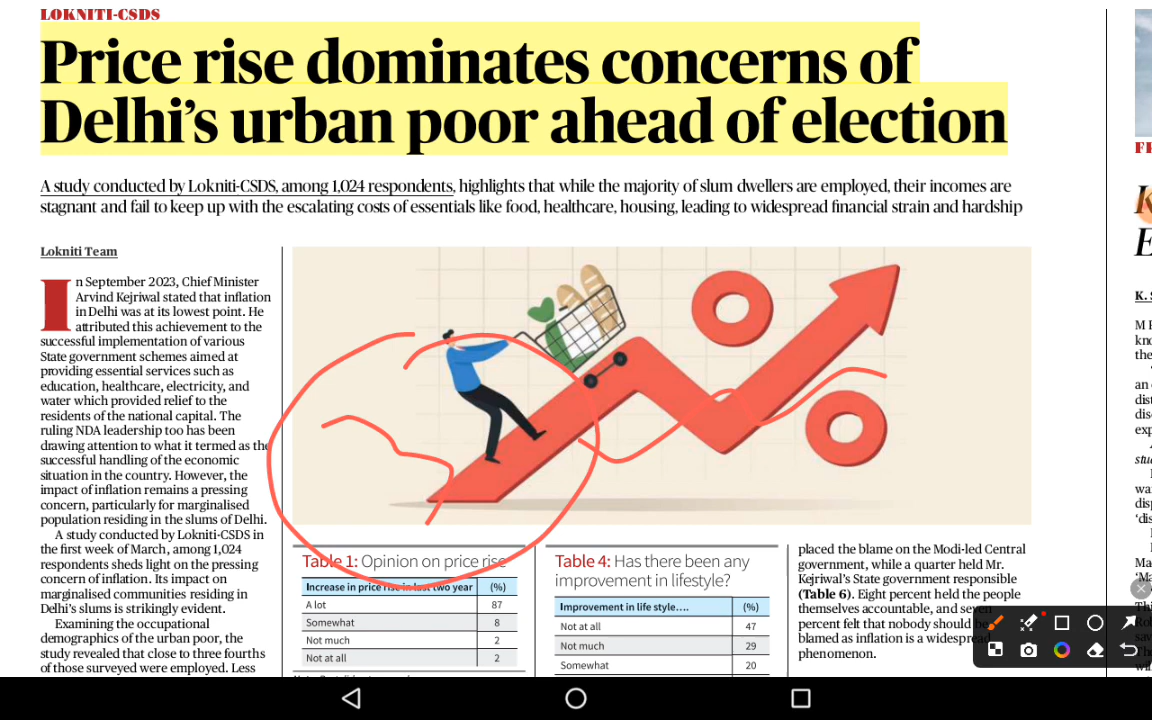 LOKNITI-CSDS
Price rise dominates concerns of
Delhi's urban poor ahead of election
A study conducted by Lokniti-CSDS, among 1,024 respondents, highlights that while the majority of slum dwellers are employed, their incomes are
stagnant and fail to keep up with the escalating costs of essentials like food, healthcare, housing, leading to widespread financial strain and hardship
Lokniti Team
In September 2023, Chief Minister
Arvind Kejriwal stated that inflation
in Delhi was at its lowest point. He
attributed this achievement to the
successful implementation of various
State government schemes aimed at
providing essential services such as
education, healthcare, electricity, and
water which provided relief to the
residents of the national capital. The
ruling NDA leadership too has been
drawing attention to what it termed as the
successful handling of the economic
situation in the country. However, the
impact of inflation remains a pressing
concern, particularly for marginalised
population residing in the slums of Delhi.
A study conducted by Lokniti-CSDS in
the first week of March, among 1,024
respondents sheds light on the pressing
concern of inflation. Its impact on
marginalised communities residing in
Delhi's slums is strikingly evident.
Examining the occupational
demographics of the urban poor, the
study revealed that close to three fourths
of those surveyed were employed. Less
Table 1: Opinion on price rise
Increase in price rise in last two year (%)
A lot 87
Somewhat 8
Not much 2
Not at all 2
Table 4: Has there been any
improvement in lifestyle?
Improvement in life style.... (%)
Not at all 47
Not much 29
Somewhat 20
placed the blame on the Modi-led Central
government, while a quarter held Mr.
Kejriwal's State government responsible
(Table 6). Eight percent held the people
themselves accountable, and seven
percent felt that nobody should be
blamed as inflation is a widespread
phenomenon.